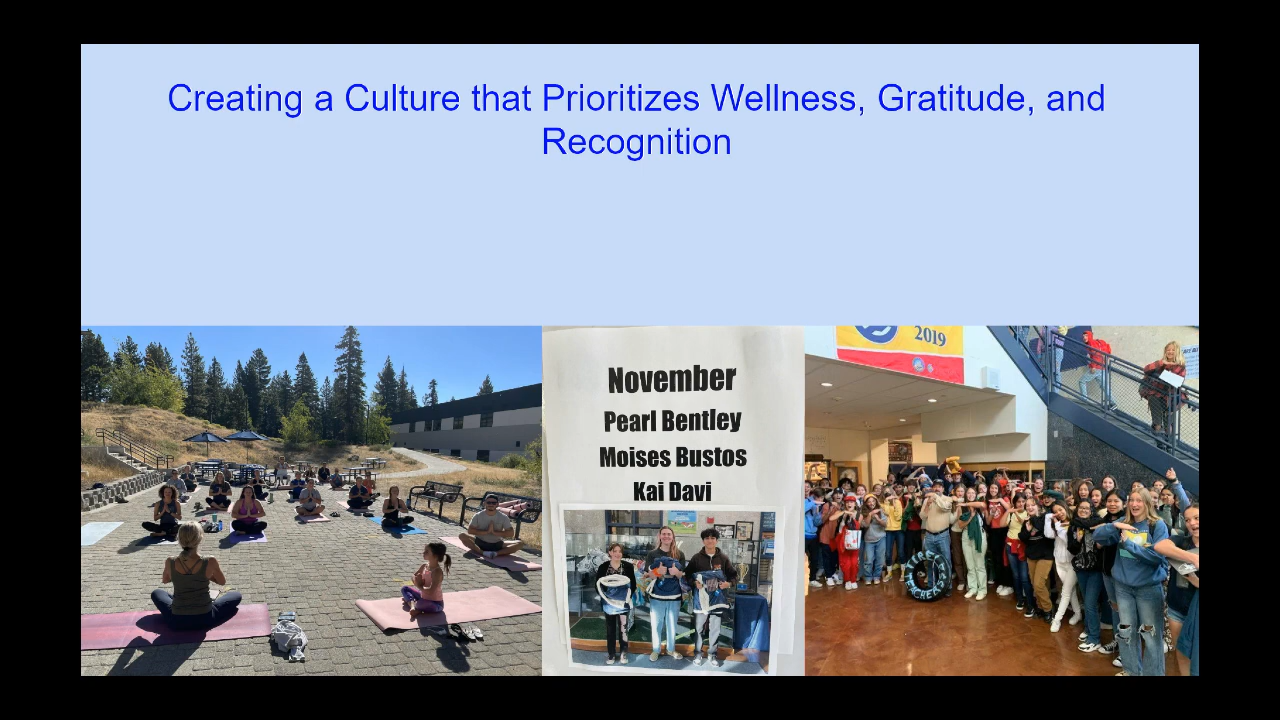 Creating a Culture that Prioritizes Wellness, Gratitude, and
Recognition
November
Pearl Bentley
Moises Bustos
Kai Davi
2019